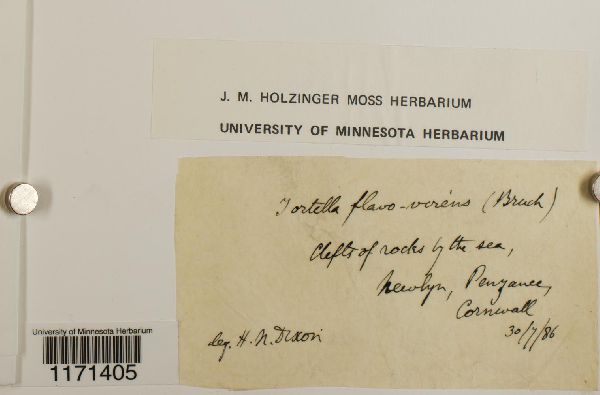 J. M. HOLZINGER MOSS HERBARIUM
UNIVERSITY OF MINNESOTA HERBARIUM
Tortella flavo-virens (Bruch)
Clefts of rocks by the sea,
Newlyn, Penzance,
Cornwall
30/7/86
leg. H. N. Dixon
University of Minnesota Herbarium
1171405